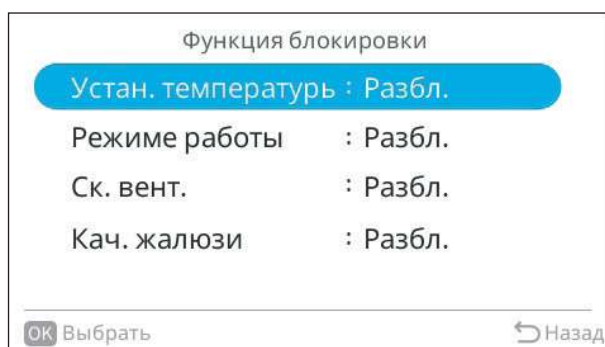 Функция блокировки
Устан. температурь : Разбл.
Режиме работы : Разбл.
Ск. вент. : Разбл.
Кач. жалюзи : Разбл.
OK Выбрать Назад